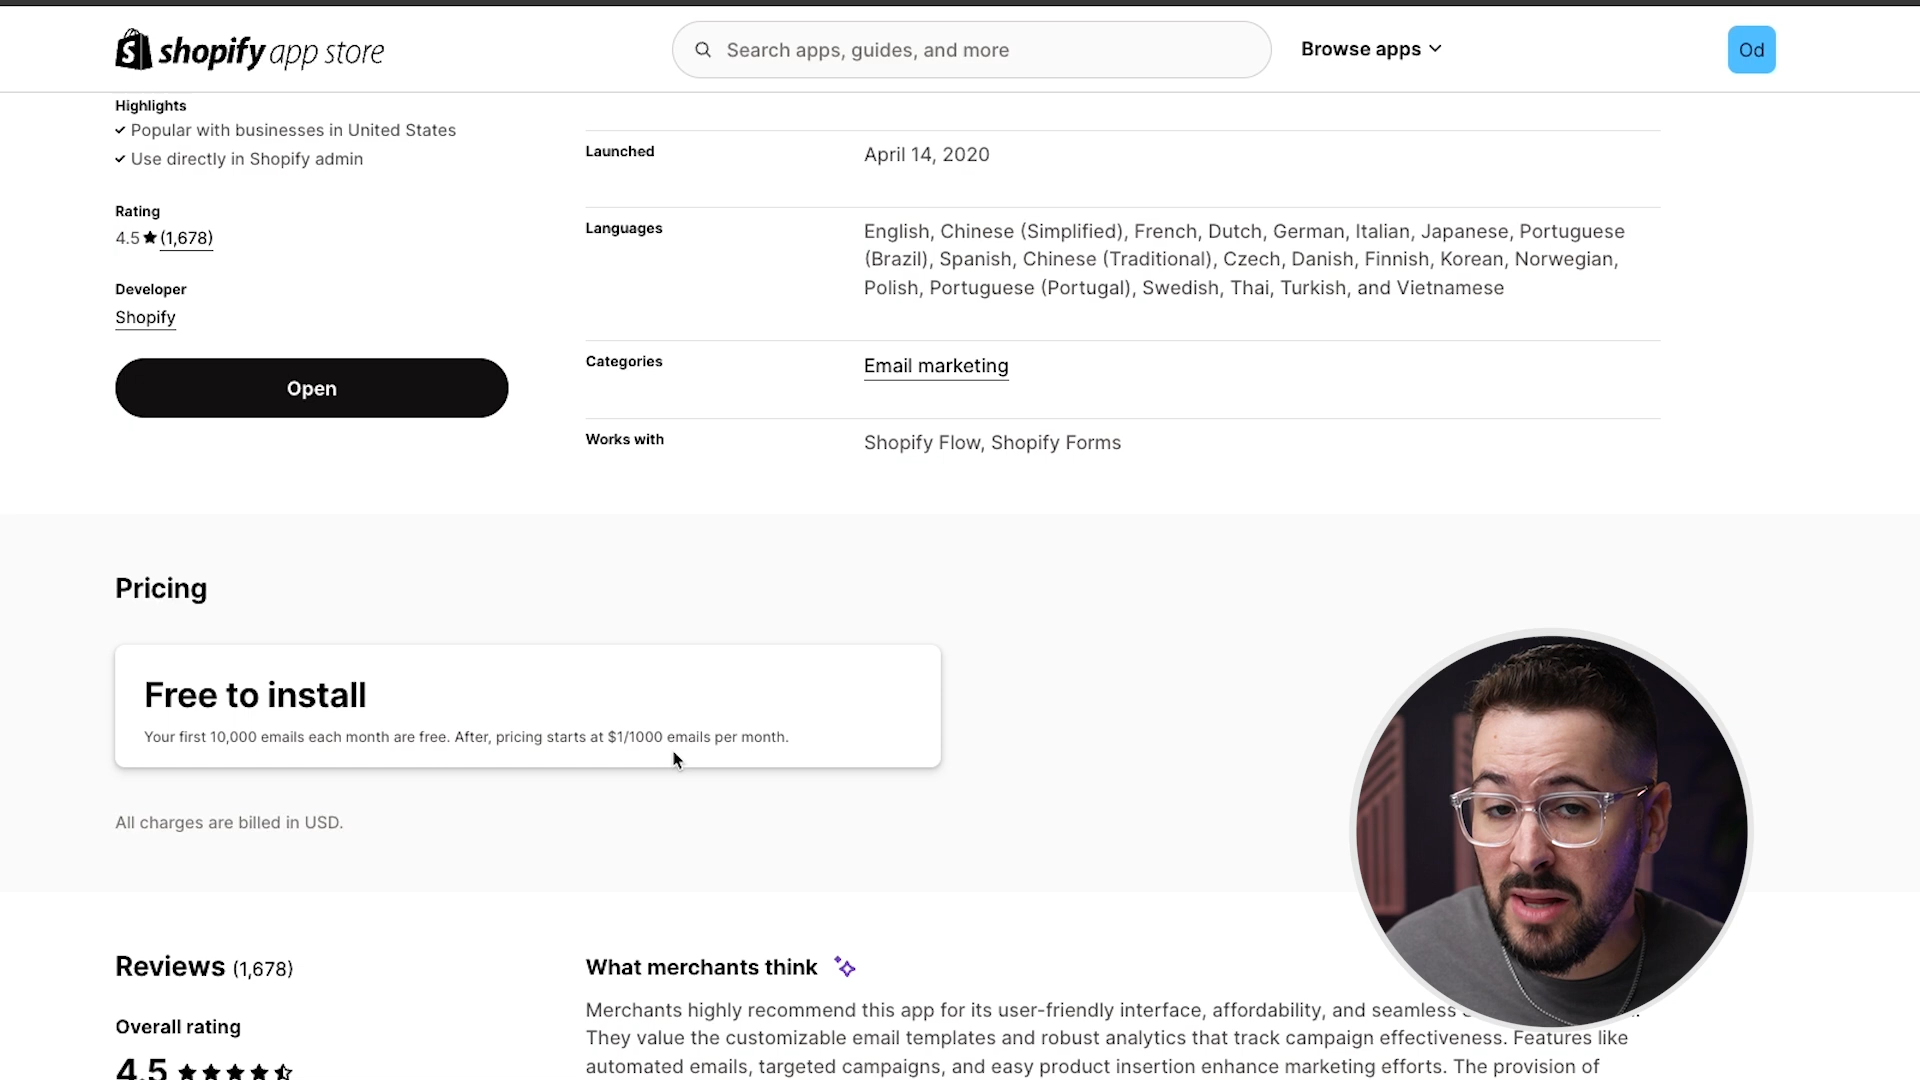 shopify app store
Search apps, guides, and more
Browse apps
Od
Highlights
Popular with businesses in United States
Use directly in Shopify admin
Rating
4.5 ★ (1,678)
Developer
Shopify
Open
Launched
April 14, 2020
Languages
English, Chinese (Simplified), French, Dutch, German, Italian, Japanese, Portuguese
(Brazil), Spanish, Chinese (Traditional), Czech, Danish, Finnish, Korean, Norwegian,
Polish, Portuguese (Portugal), Swedish, Thai, Turkish, and Vietnamese
Categories
Email marketing
Works with
Shopify Flow, Shopify Forms
Pricing
Free to install
Your first 10,000 emails each month are free. After, pricing starts at $1/1000 emails per month.
All charges are billed in USD.
Reviews (1,678)
Overall rating
4.5
What merchants think
Merchants highly recommend this app for its user-friendly interface, affordability, and seamless
They value the customizable email templates and robust analytics that track campaign effectiveness. Features like
automated emails, targeted campaigns, and easy product insertion enhance marketing efforts. The provision of